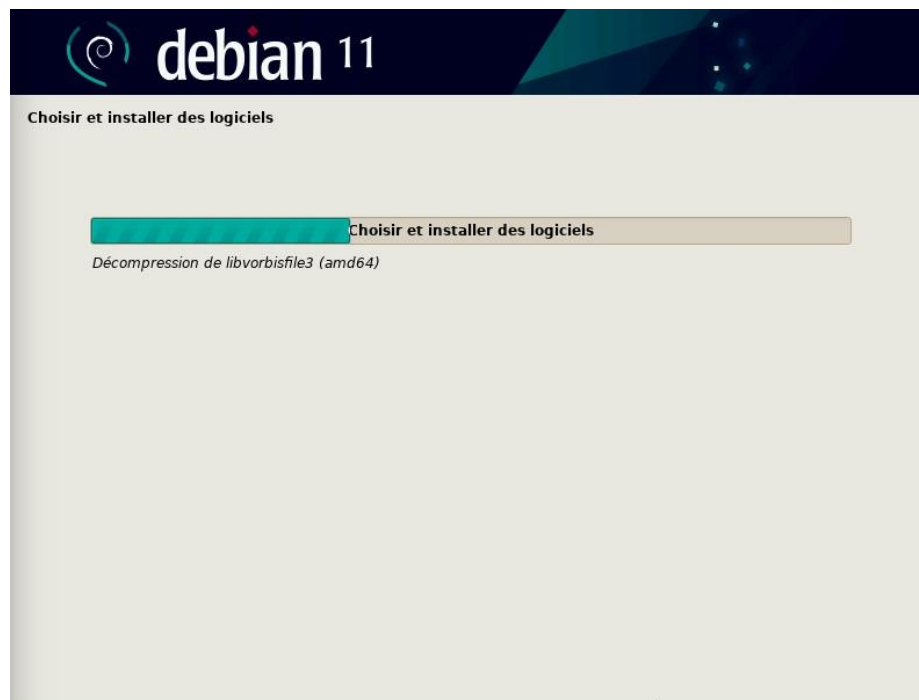 debian 11
Choisir et installer des logiciels
Choisir et installer des logiciels
Décompression de libvorbisfile3 (amd64)